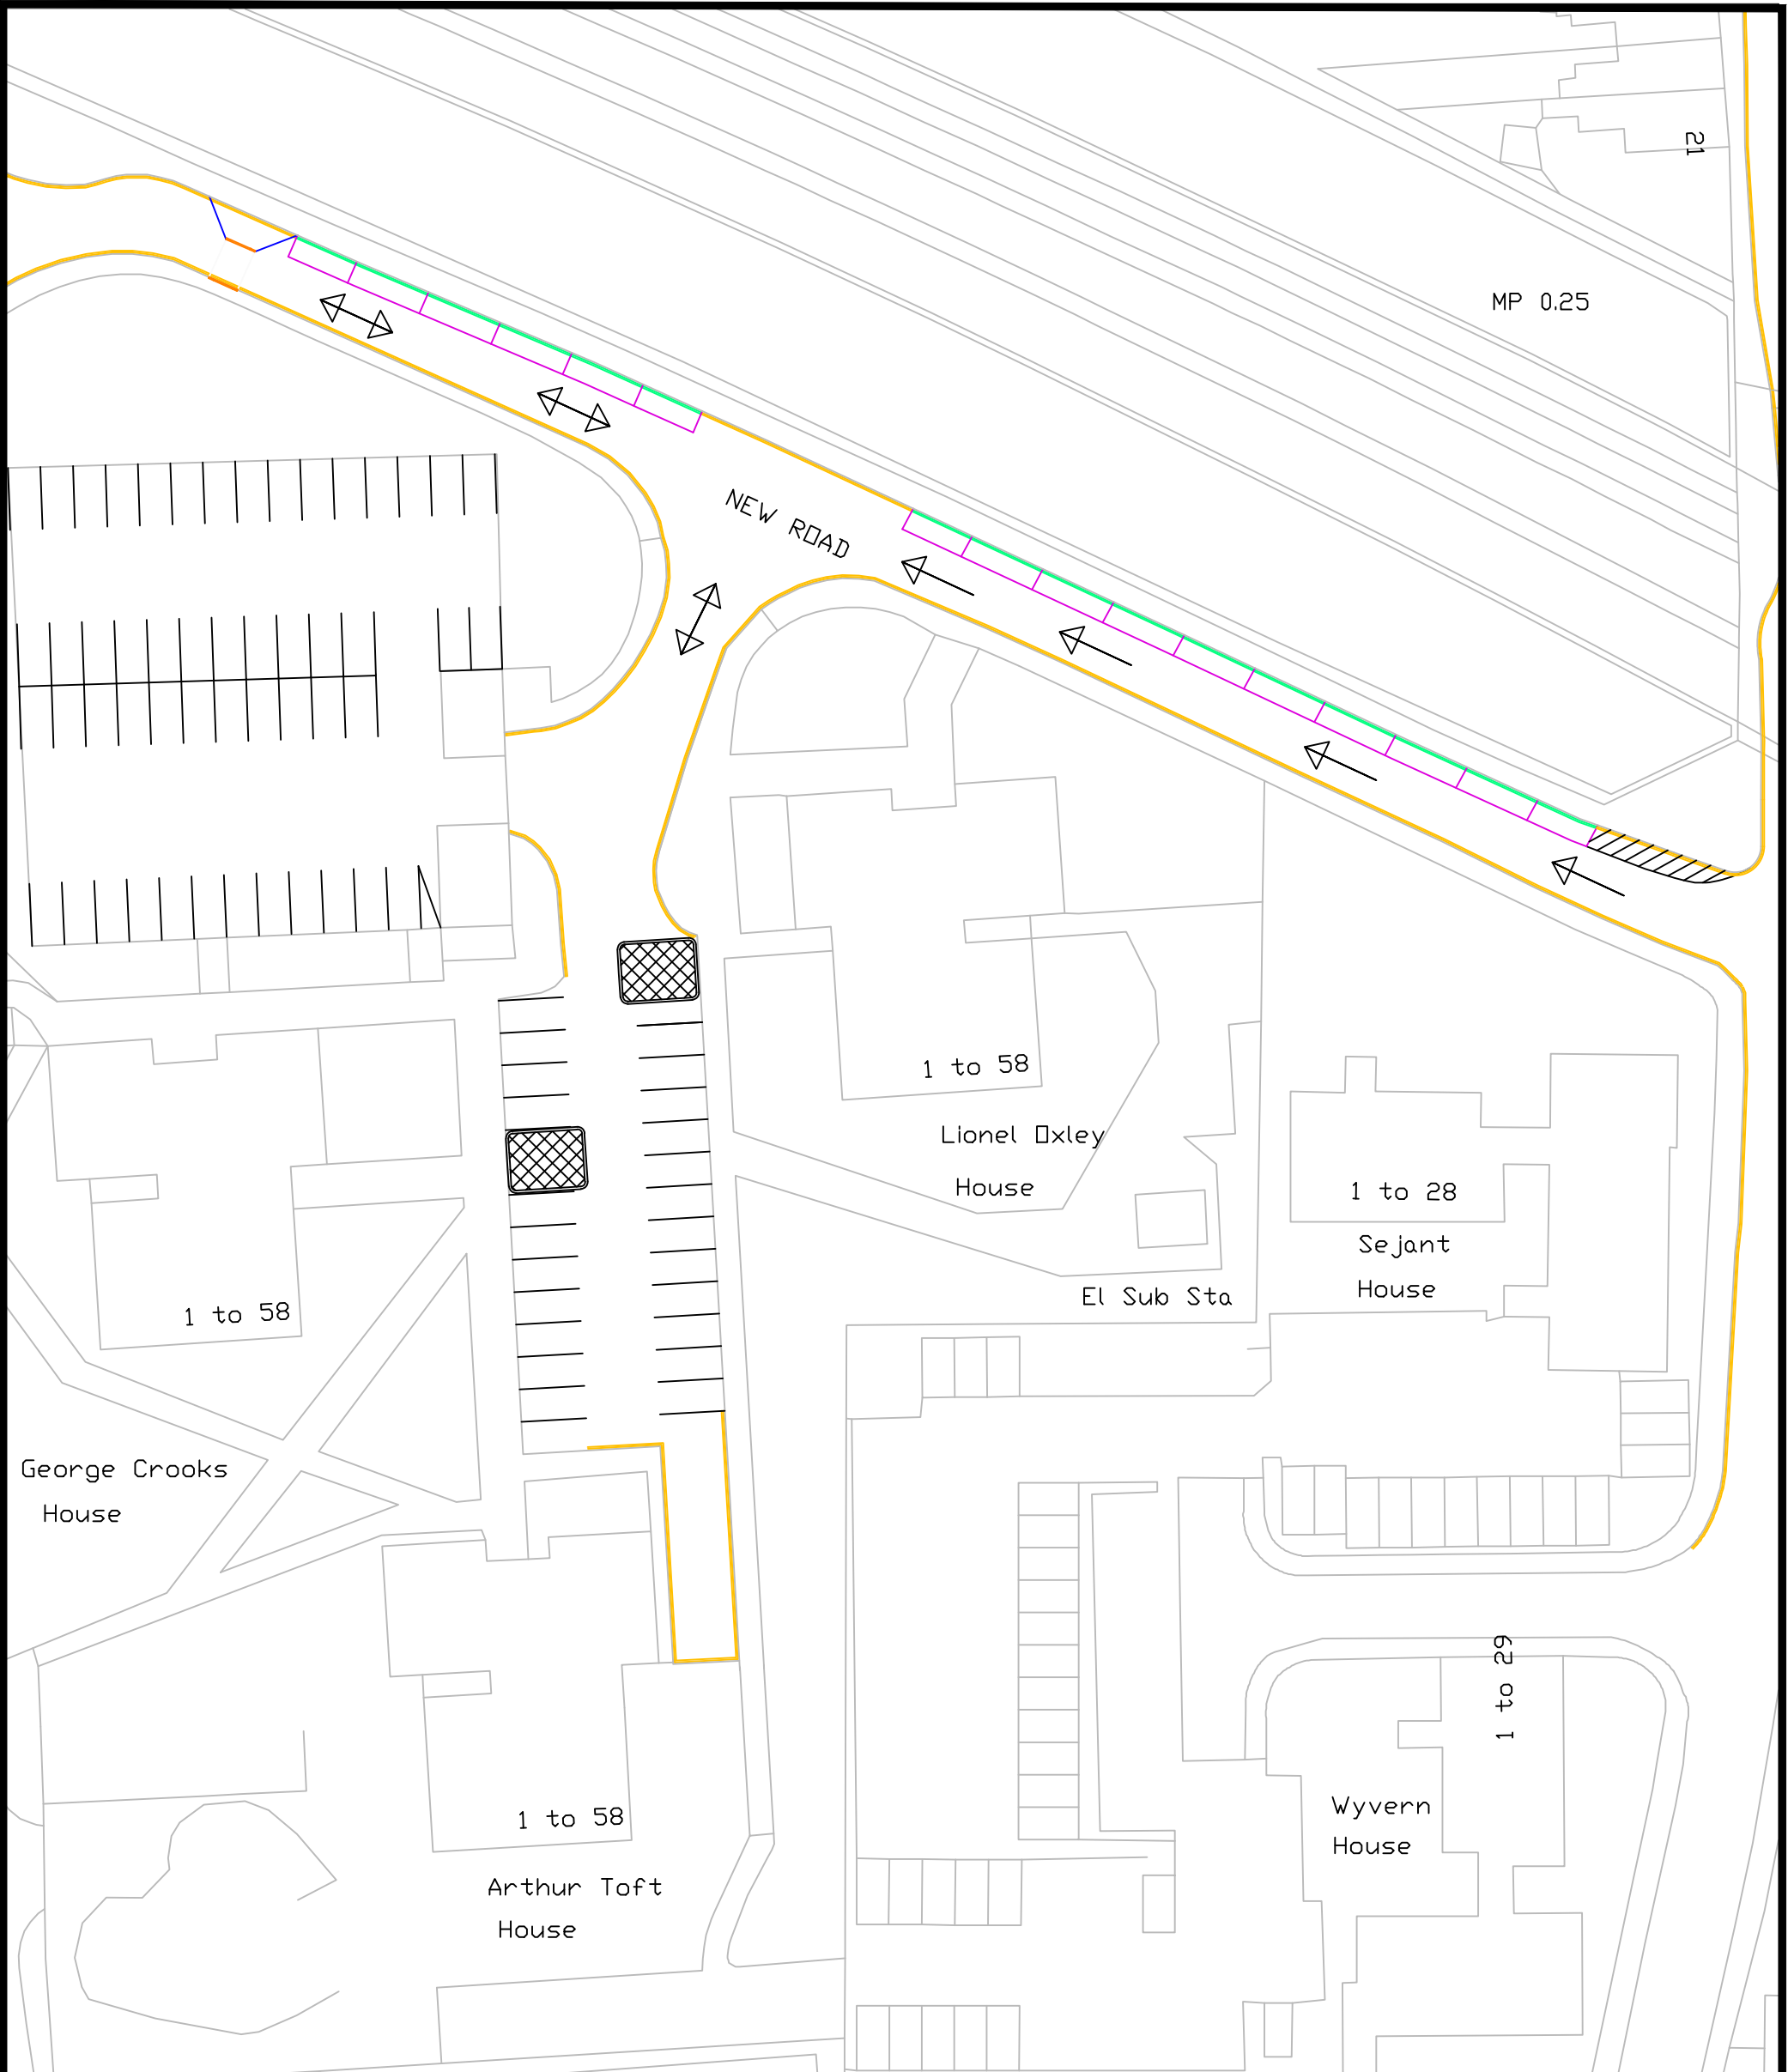 21
MP 0.25
NEW ROAD
1 to 58
Lionel Oxley
House
1 to 28
Sejant
House
El Sub Sta
1 to 58
George Crooks
House
1 to 29
Wyvern
House
1 to 58
Arthur Toft
House